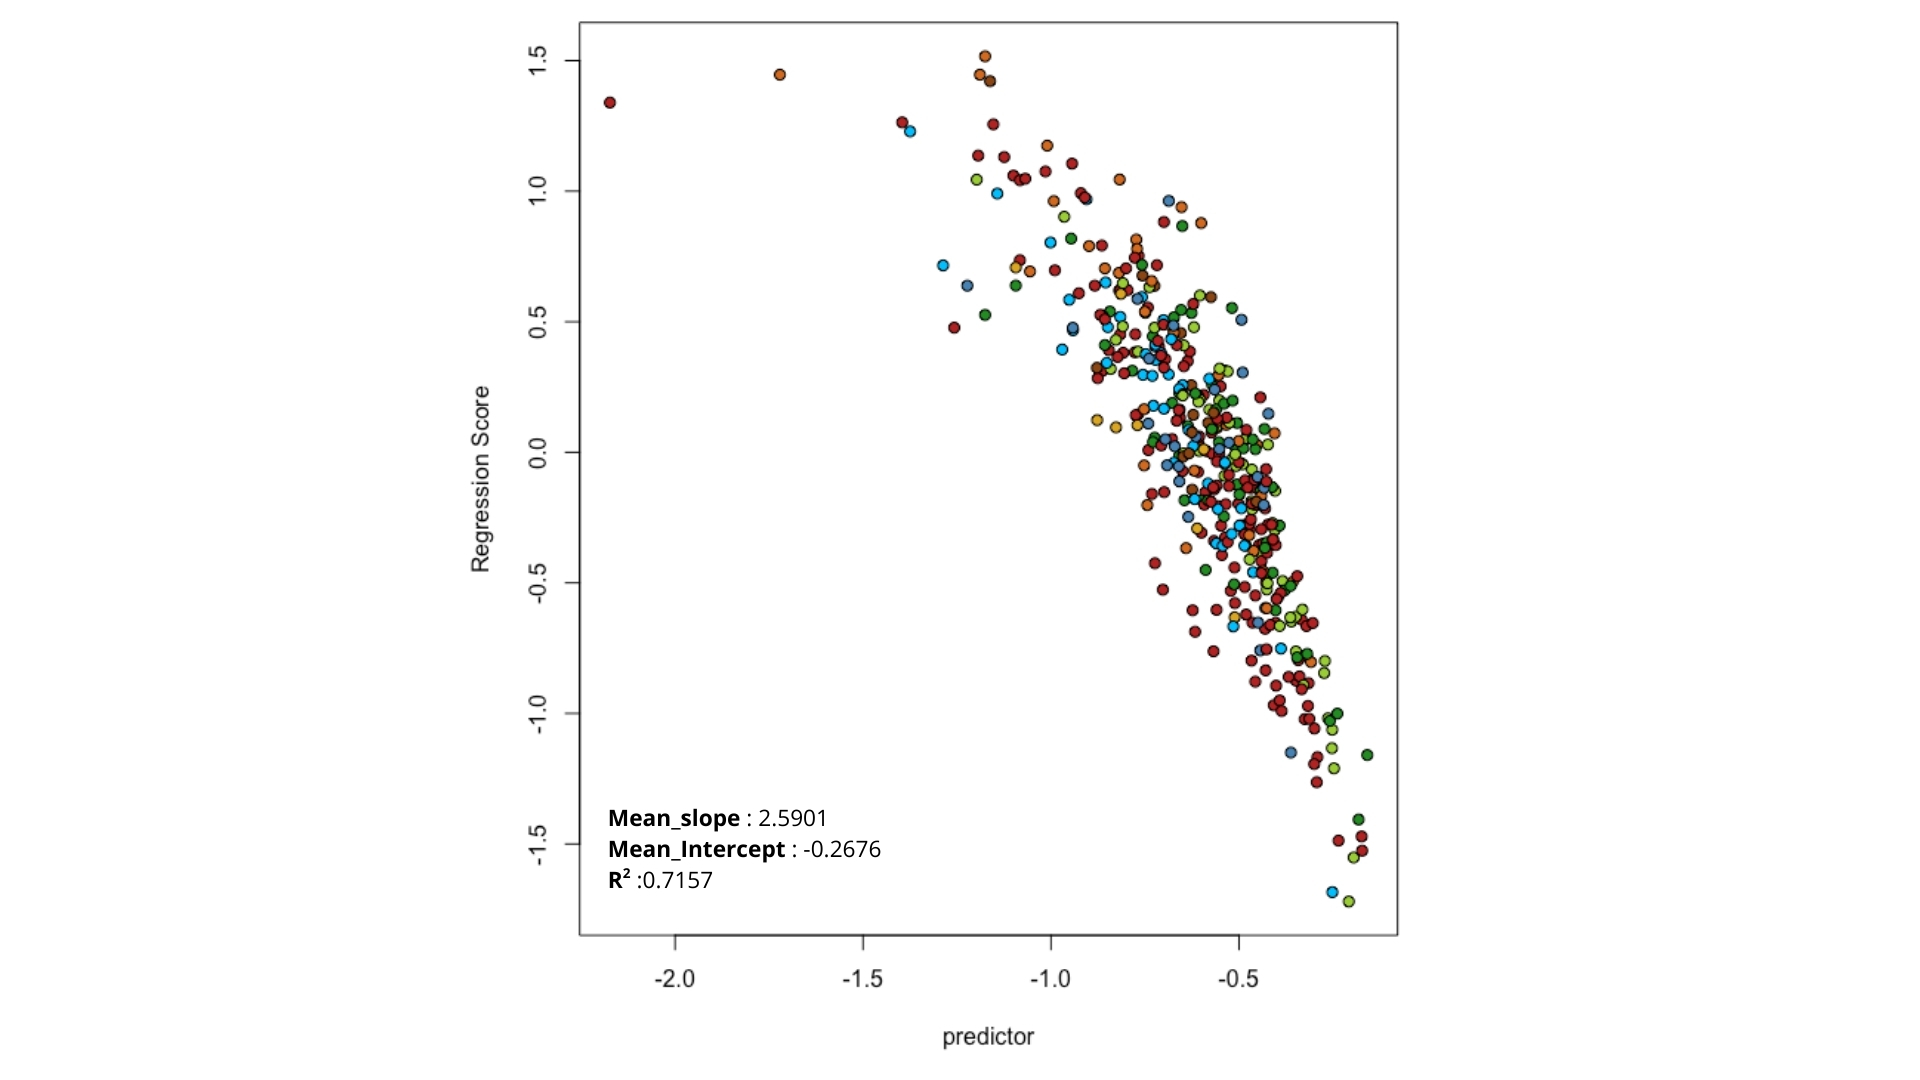 1.5
1.0
0.5
0.0
-0.5
-1.0
-1.5
Regression Score
Mean_slope : 2.5901
Mean_Intercept : -0.2676
R² :0.7157
-2.0 -1.5 -1.0 -0.5
predictor